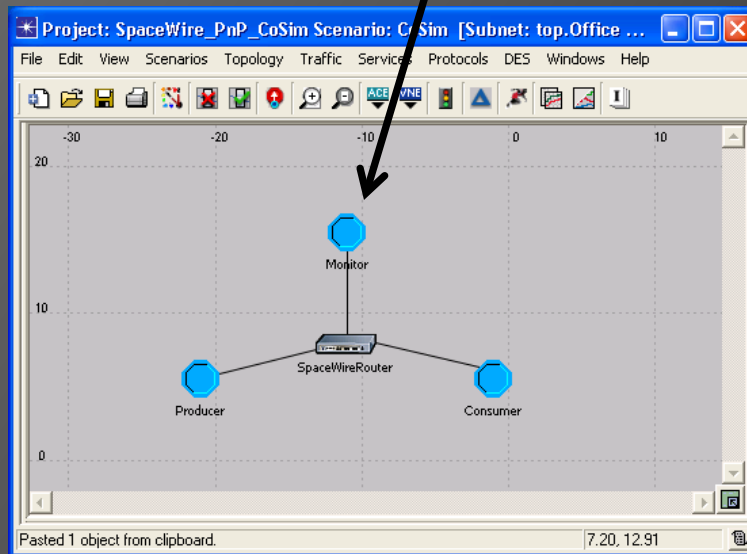 Project: SpaceWire_PnP_CoSim Scenario: CoSim [Subnet: top.Office ...
File Edit View Scenarios Topology Traffic Services Protocols DES Windows Help
ACE VNE
-30 -20 -10 0 10
20
Monitor
10
SpaceWireRouter
Producer Consumer
0
Pasted 1 object from clipboard. 7.20, 12.91